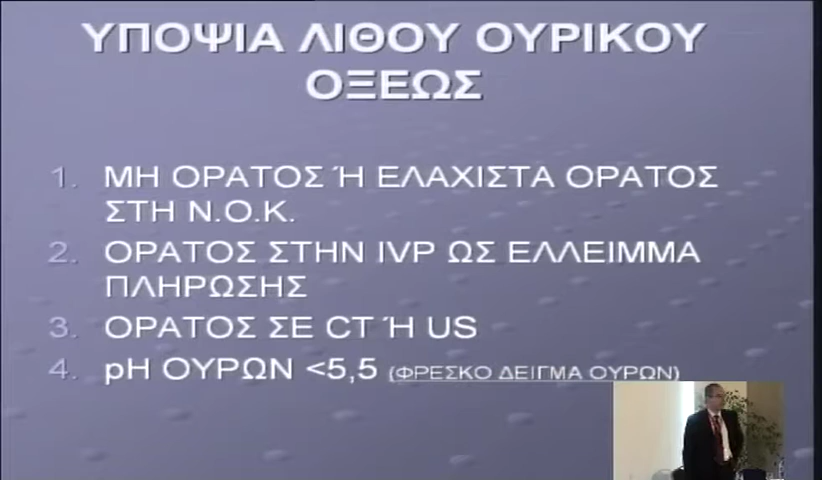 ΥΠΟΨΙΑ ΛΙΘΟΥ ΟΥΡΙΚΟΥ
ΟΞΕΩΣ
1. ΜΗ ΟΡΑΤΟΣ Ή ΕΛΑΧΙΣΤΑ ΟΡΑΤΟΣ
ΣΤΗ Ν.Ο.Κ.
2. ΟΡΑΤΟΣ ΣΤΗΝ IVP ΩΣ ΕΛΛΕΙΜΜΑ
ΠΛΗΡΩΣΗΣ
3. ΟΡΑΤΟΣ ΣΕ CT Ή US
4. pH ΟΥΡΩΝ <5,5 (ΦΡΕΣΚΟ ΔΕΙΓΜΑ ΟΥΡΩΝ)